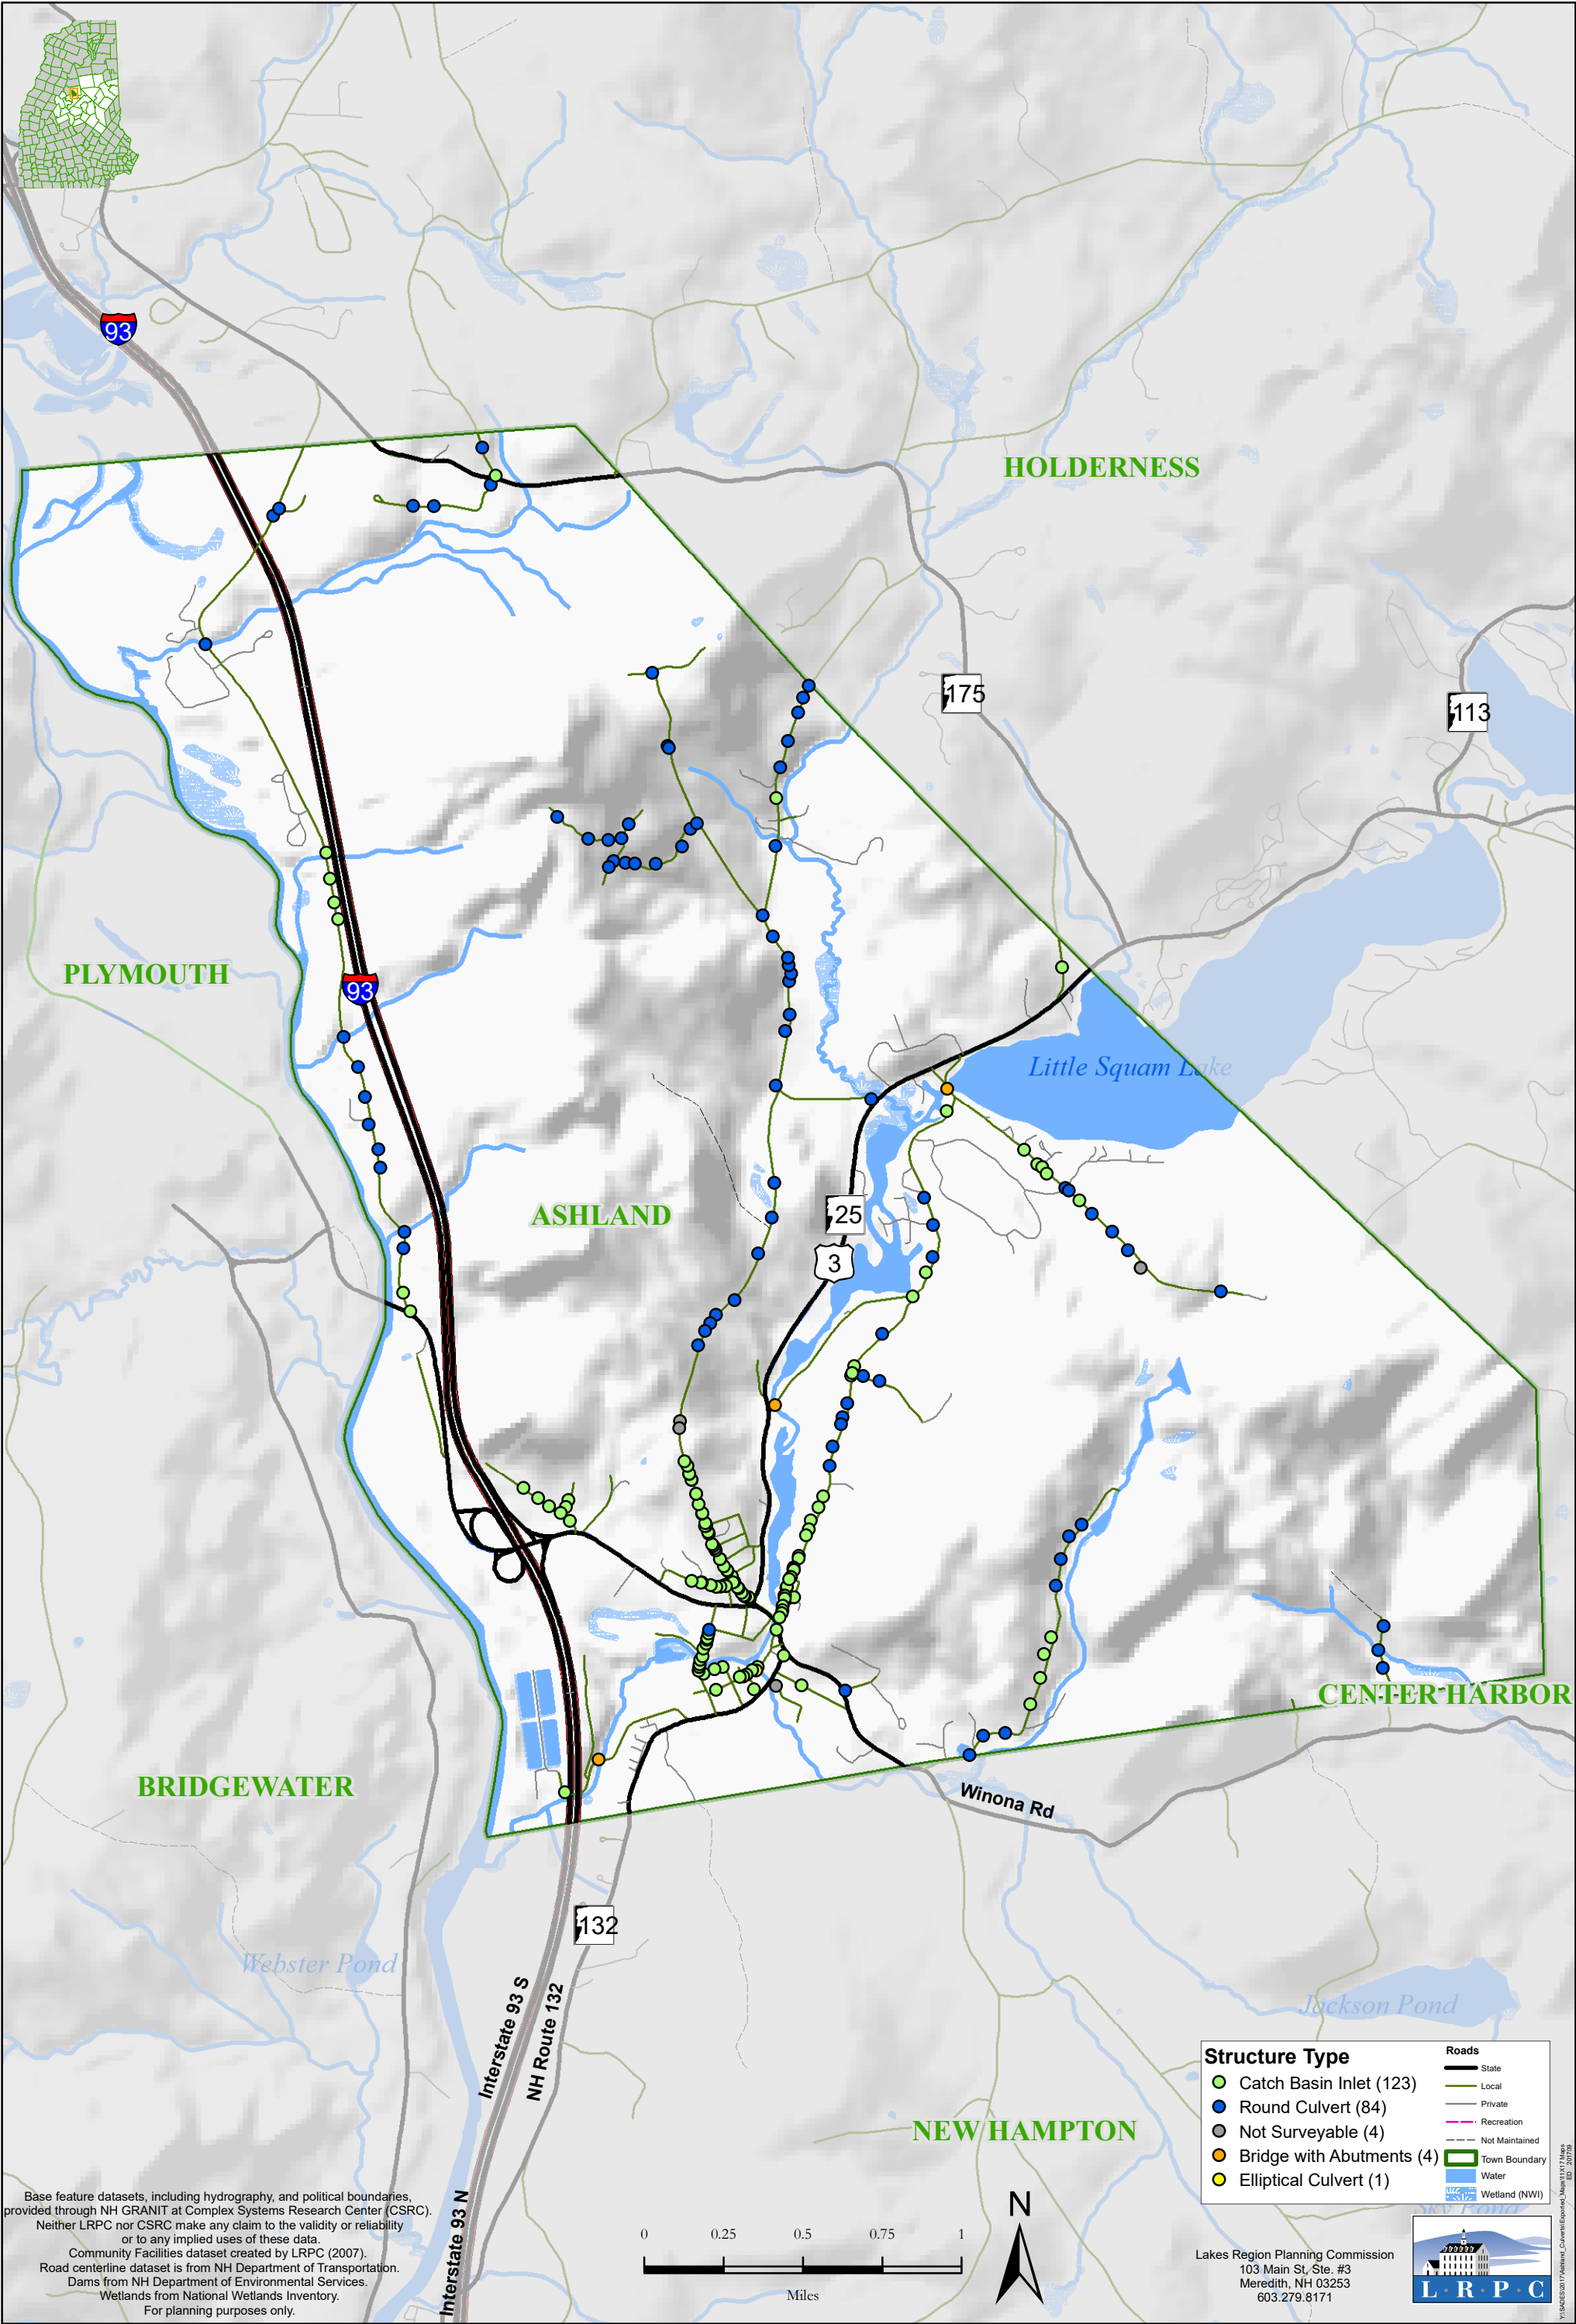 93
HOLDERNESS
175
113
PLYMOUTH
93
Little Squam Lake
ASHLAND
25
3
CENTER HARBOR
BRIDGEWATER
Winona Rd
132
Webster Pond
Interstate 93 S
NH Route 132
Interstate 93 N
Jackson Pond
NEW HAMPTON
Sky Pond
Structure Type
Catch Basin Inlet (123)
Round Culvert (84)
Not Surveyable (4)
Bridge with Abutments (4)
Elliptical Culvert (1)
Roads
State
Local
Private
Recreation
Not Maintained
Town Boundary
Water
Wetland (NWI)
Base feature datasets, including hydrography, and political boundaries,
provided through NH GRANIT at Complex Systems Research Center (CSRC).
Neither LRPC nor CSRC make any claim to the validity or reliability
or to any implied uses of these data.
Community Facilities dataset created by LRPC (2007).
Road centerline dataset is from NH Department of Transportation.
Dams from NH Department of Environmental Services.
Wetlands from National Wetlands Inventory.
For planning purposes only.
0 0.25 0.5 0.75 1
Miles
N
Lakes Region Planning Commission
103 Main St, Ste. #3
Meredith, NH 03253
603.279.8171
L · R · P · C